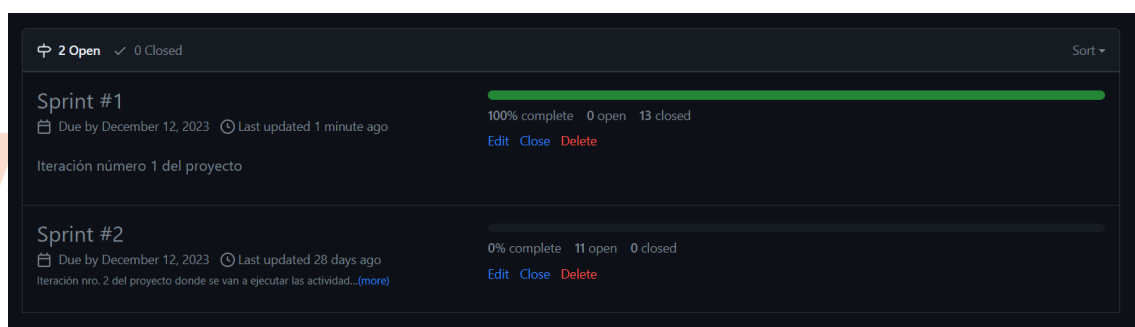 2 Open 0 Closed Sort
Sprint #1
Due by December 12, 2023 Last updated 1 minute ago
Iteración número 1 del proyecto
100% complete 0 open 13 closed
Edit Close Delete
Sprint #2
Due by December 12, 2023 Last updated 28 days ago
Iteración nro. 2 del proyecto donde se van a ejecutar las actividad...(more)
0% complete 11 open 0 closed
Edit Close Delete